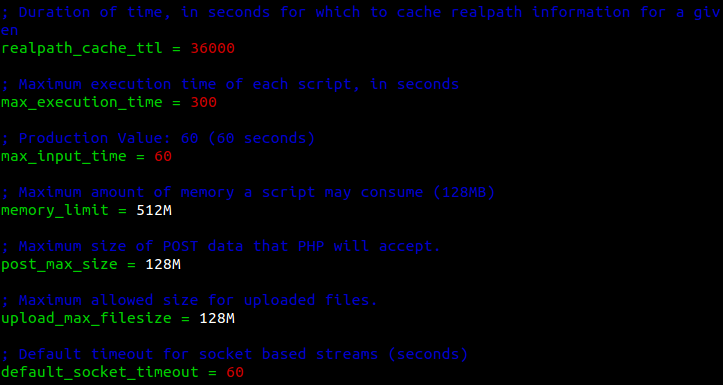 ; Duration of time, in seconds for which to cache realpath information for a giv
en
realpath_cache_ttl = 36000
; Maximum execution time of each script, in seconds
max_execution_time = 300
; Production Value: 60 (60 seconds)
max_input_time = 60
; Maximum amount of memory a script may consume (128MB)
memory_limit = 512M
; Maximum size of POST data that PHP will accept.
post_max_size = 128M
; Maximum allowed size for uploaded files.
upload_max_filesize = 128M
; Default timeout for socket based streams (seconds)
default_socket_timeout = 60